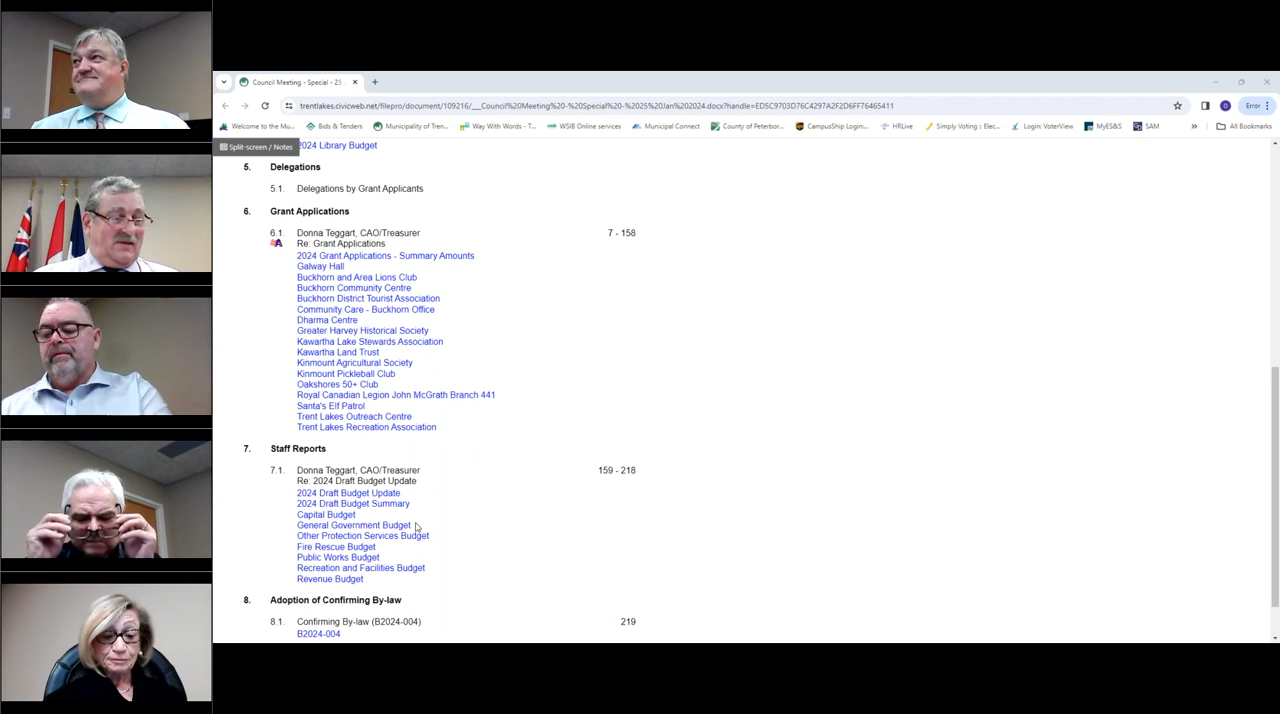 Council Meeting - Special - 25
trentlakes.civicweb.net/filepro/document/109216/__Council%20Meeting%20-%20Special%20-%2025%20Jan%202024.docx?handle=ED5C9703D76C4297A2F2D6FF76465411
Error
Welcome to the Mu... Bids & Tenders Municipality of Tren... Way With Words - T... WSIB Online services Municipal Connect County of Peterbor... CampusShip Login:... HRLive Simply Voting :: Elec... Login: VoterView MyES&S SAM » All Bookmarks
Split-screen / Notes
2024 Library Budget
5. Delegations
5.1. Delegations by Grant Applicants
6. Grant Applications
6.1. Donna Teggart, CAO/Treasurer 7 - 158
Re: Grant Applications
2024 Grant Applications - Summary Amounts
Galway Hall
Buckhorn and Area Lions Club
Buckhorn Community Centre
Buckhorn District Tourist Association
Community Care - Buckhorn Office
Dharma Centre
Greater Harvey Historical Society
Kawartha Lake Stewards Association
Kawartha Land Trust
Kinmount Agricultural Society
Kinmount Pickleball Club
Oakshores 50+ Club
Royal Canadian Legion John McGrath Branch 441
Santa's Elf Patrol
Trent Lakes Outreach Centre
Trent Lakes Recreation Association
7. Staff Reports
7.1. Donna Teggart, CAO/Treasurer 159 - 218
Re: 2024 Draft Budget Update
2024 Draft Budget Update
2024 Draft Budget Summary
Capital Budget
General Government Budget
Other Protection Services Budget
Fire Rescue Budget
Public Works Budget
Recreation and Facilities Budget
Revenue Budget
8. Adoption of Confirming By-law
8.1. Confirming By-law (B2024-004) 219
B2024-004